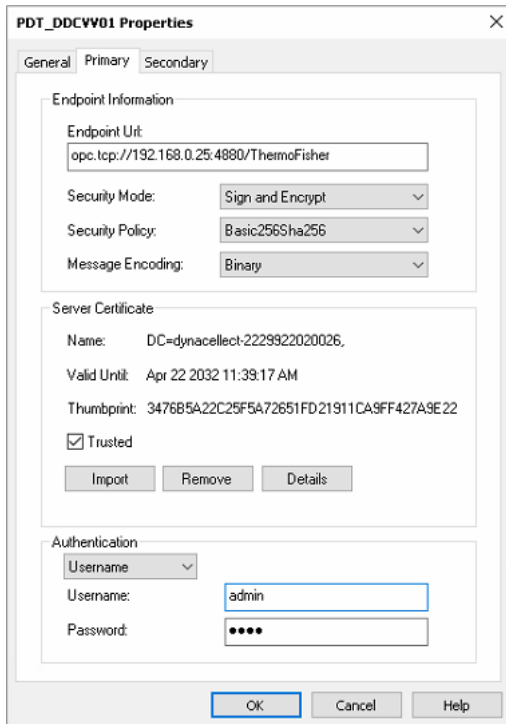 PDT_DDCVV01 Properties
General Primary Secondary
Endpoint Information
Endpoint Url:
opc.tcp://192.168.0.25:4880/ThermoFisher
Security Mode: Sign and Encrypt
Security Policy: Basic256Sha256
Message Encoding: Binary
Server Certificate
Name: DC=dynacellect-2229922020026,
Valid Until: Apr 22 2032 11:39:17 AM
Thumbprint: 3476B5A22C25F5A72651FD21911CA9FF427A9E22
Trusted
Import Remove Details
Authentication
Username
Username: admin
Password: ●●●●
OK Cancel Help